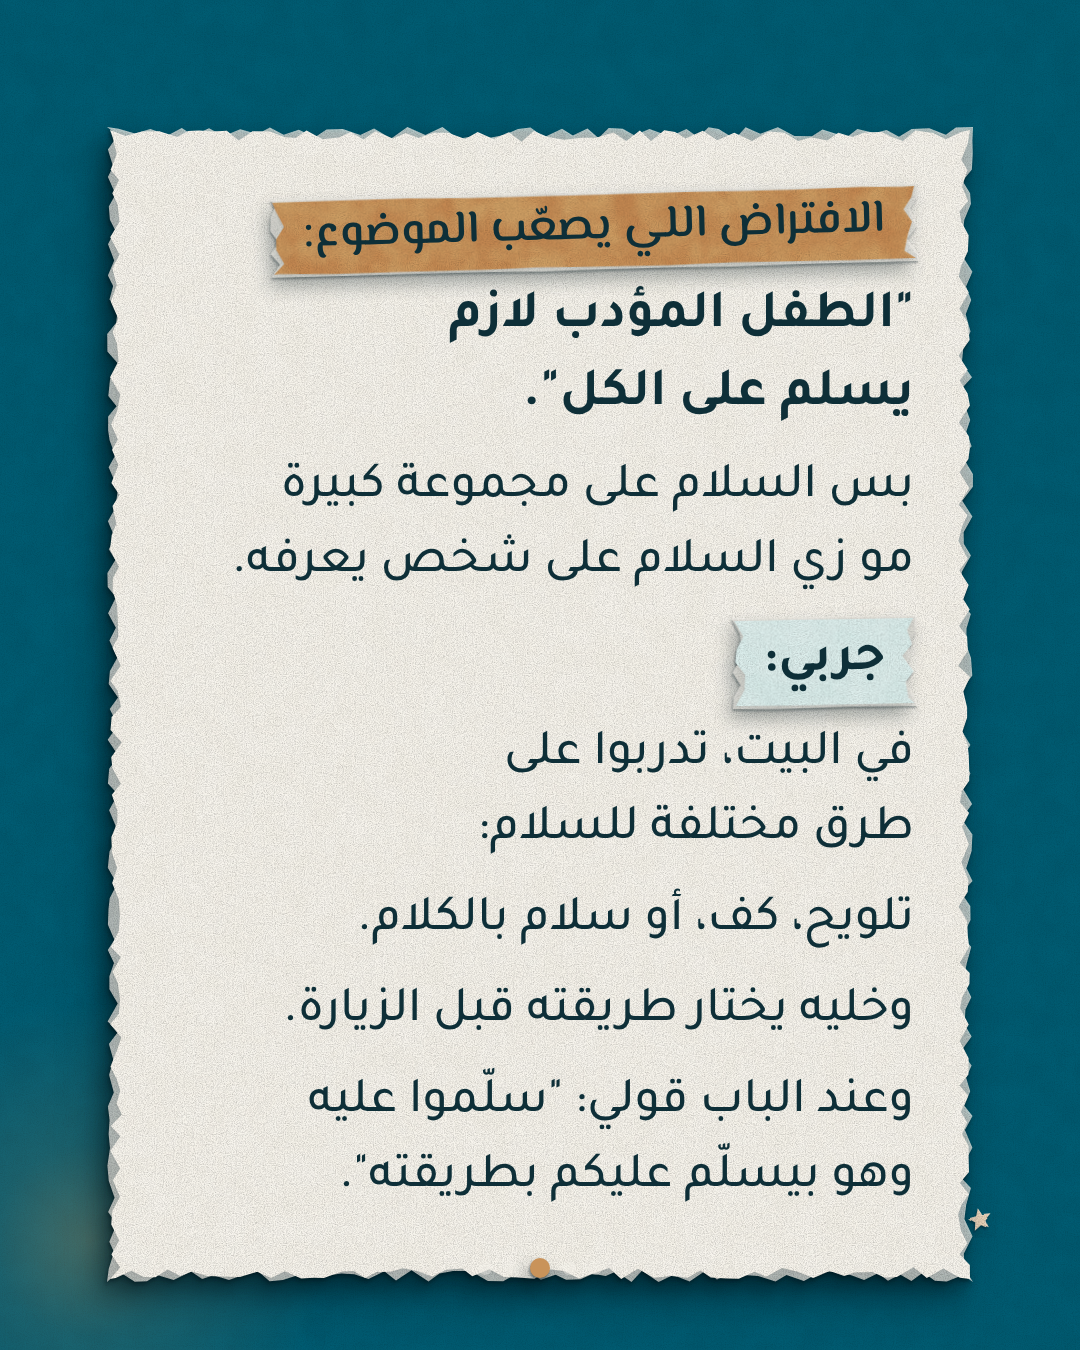 الافتراض اللي يصعّب الموضوع:
"الطفل المؤدب لازم
يسلم على الكل".
بس السلام على مجموعة كبيرة
مو زي السلام على شخص يعرفه.
جربي:
في البيت، تدربوا على
طرق مختلفة للسلام:
تلويح، كف، أو سلام بالكلام.
وخليه يختار طريقته قبل الزيارة.
وعند الباب قولي: "سلّموا عليه
وهو بيسلّم عليكم بطريقته".